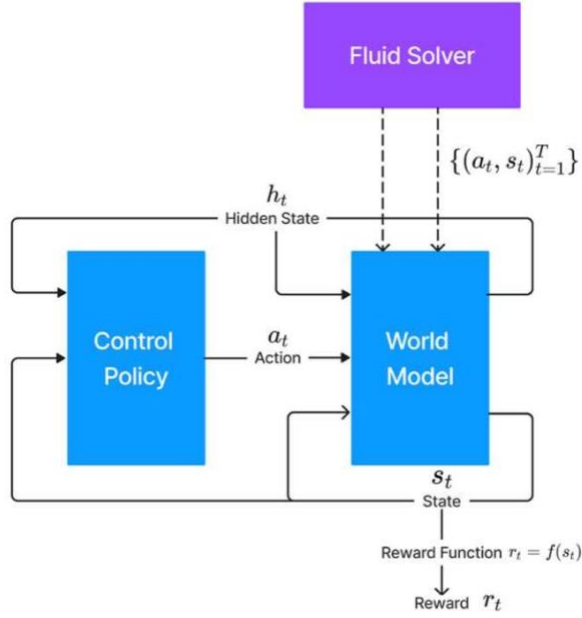 Fluid Solver
{(a_t, s_t)_{t=1}^T}
h_t
Hidden State
Control
Policy
a_t
Action
World
Model
s_t
State
Reward Function r_t = f(s_t)
Reward r_t